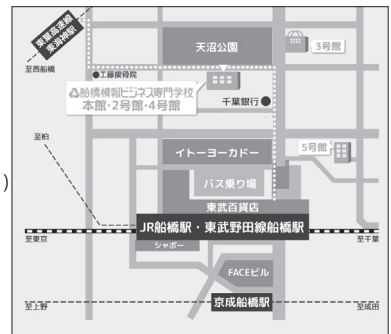 東葉高速線
東海神駅
至西船橋
天沼公園
3号館
●工藤接骨院
船橋情報ビジネス専門学校
本館・2号館・4号館
千葉銀行●
至柏
イトーヨーカドー
5号館
バス乗り場
)
東武百貨店
JR船橋駅・東武野田線船橋駅
至東京
至千葉
シャポー
FACEビル
至上野
京成船橋駅
至成田